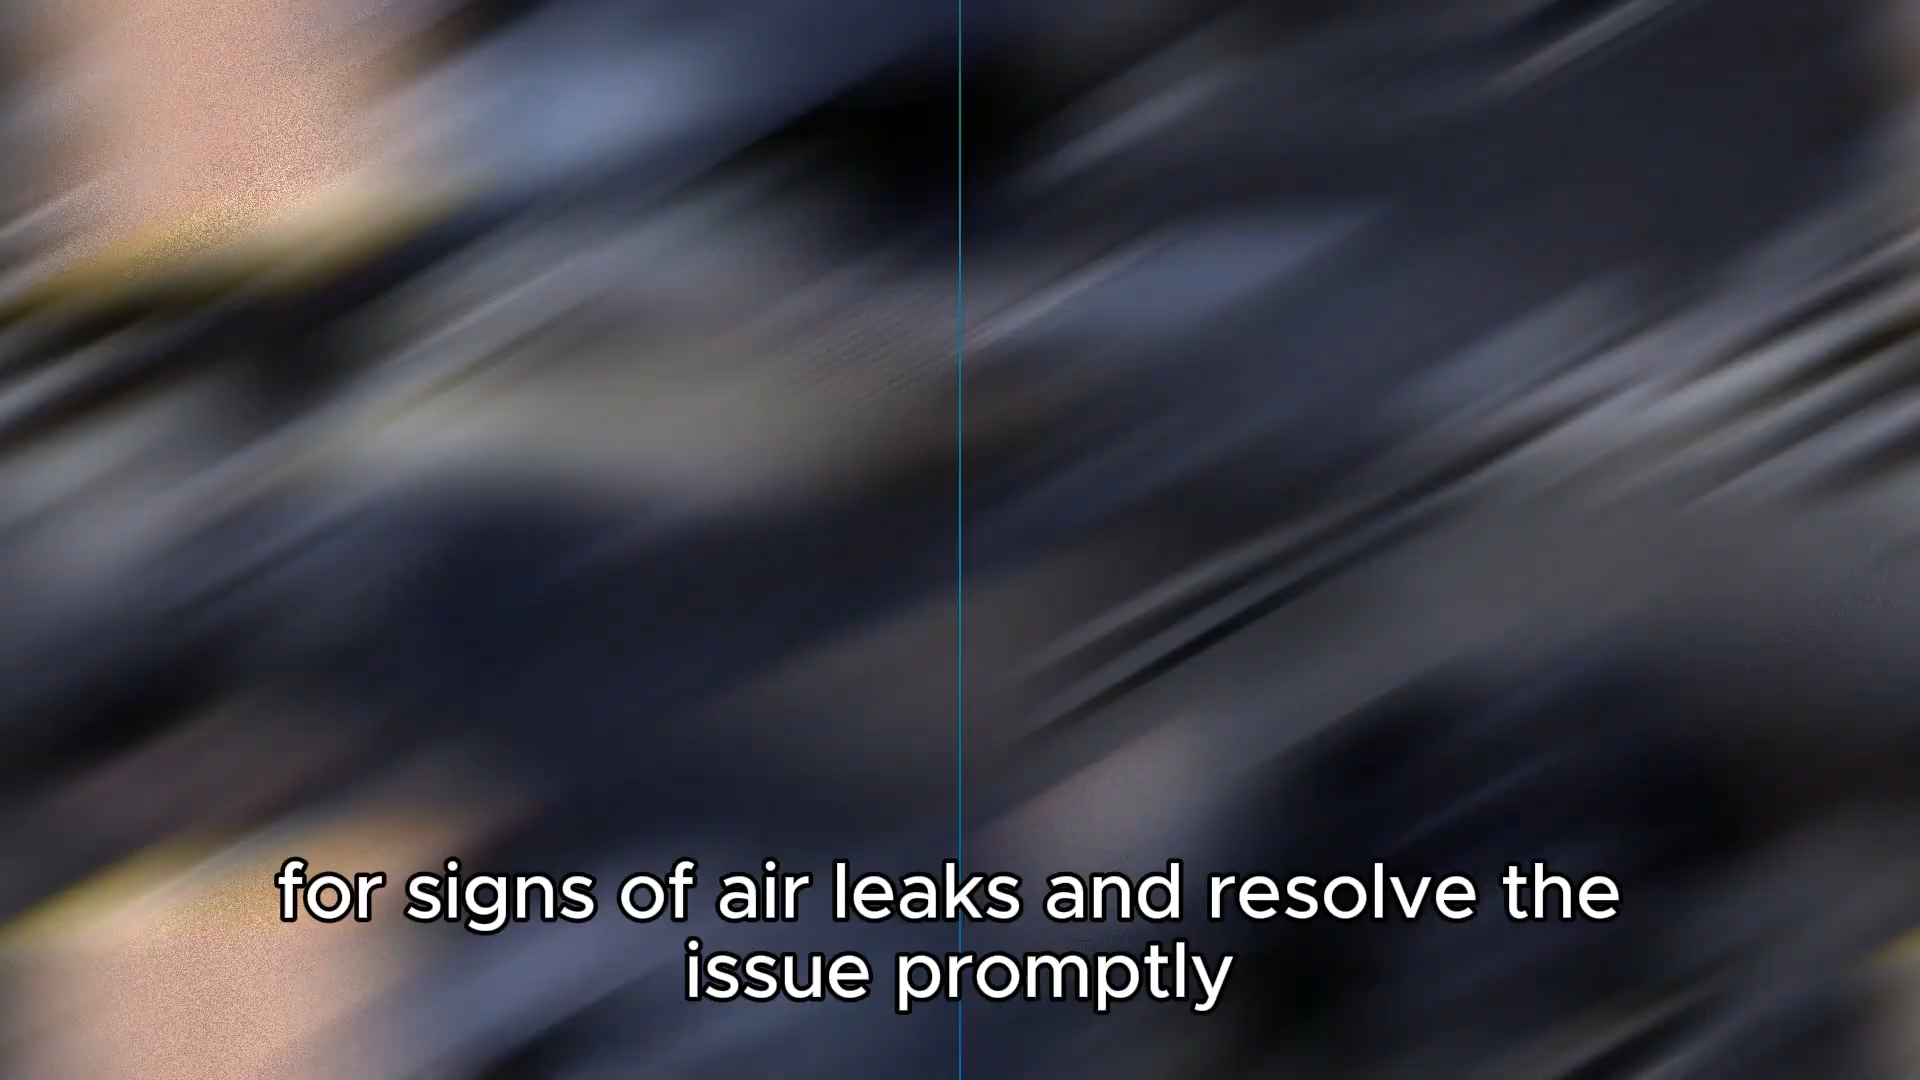 for signs of air leaks and resolve the
issue promptly